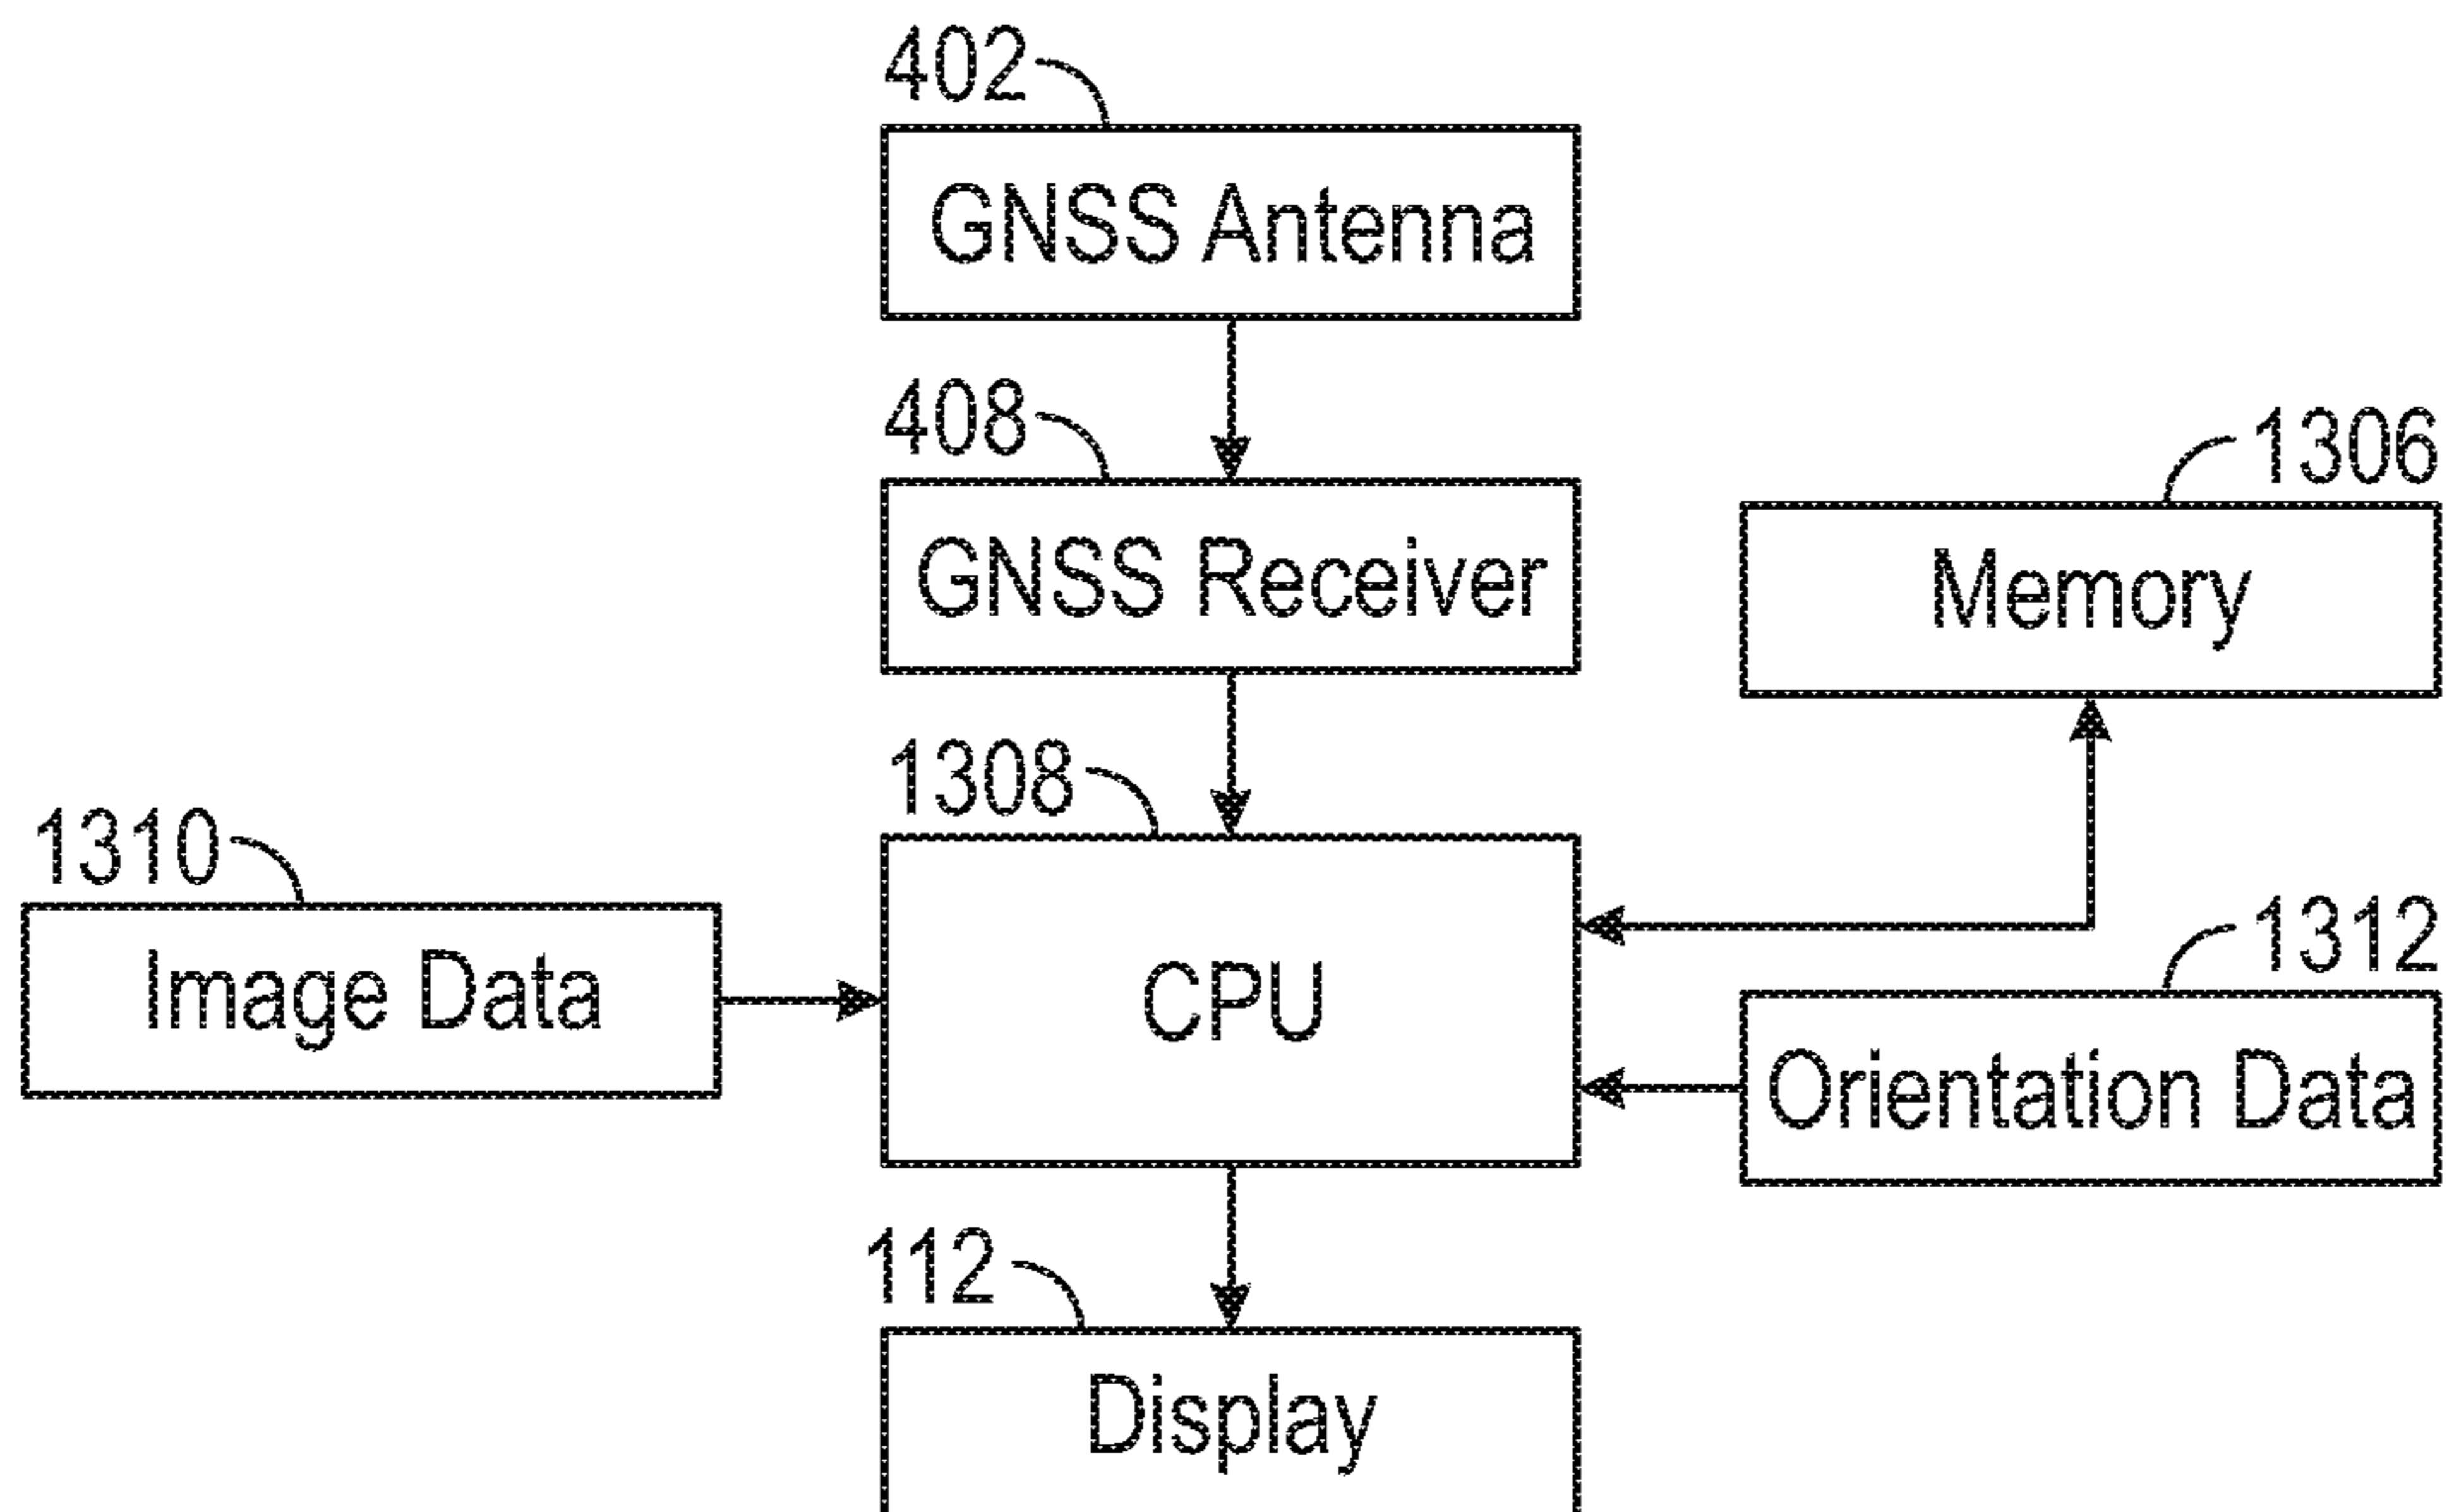 402
GNSS Antenna
408
GNSS Receiver
1306
Memory
1308
1310
Image Data
CPU
1312
Orientation Data
112
Display